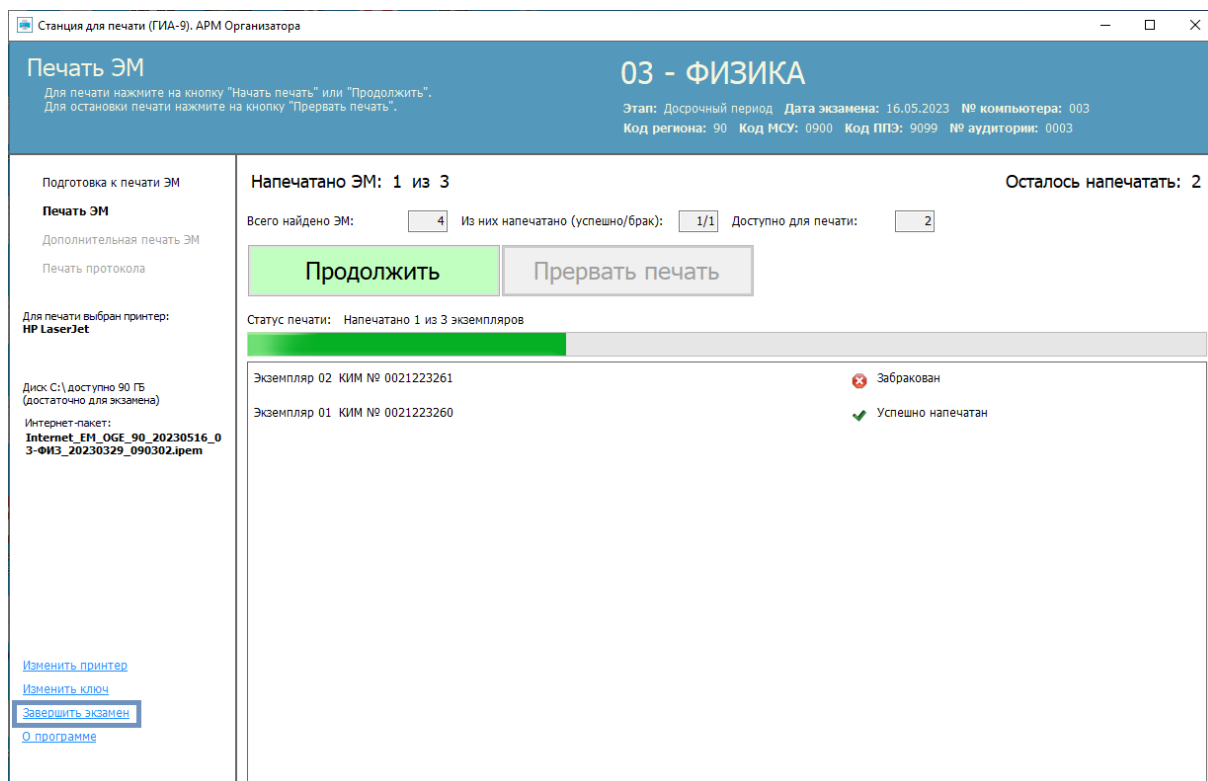 Станция для печати (ГИА-9). АРМ Организатора
Печать ЭМ
Для печати нажмите на кнопку "Начать печать" или "Продолжить".
Для остановки печати нажмите на кнопку "Прервать печать".
03 - ФИЗИКА
Этап: Досрочный период Дата экзамена: 16.05.2023 № компьютера: 003
Код региона: 90 Код МСУ: 0900 Код ППЭ: 9099 № аудитории: 0003
Подготовка к печати ЭМ
Печать ЭМ
Дополнительная печать ЭМ
Печать протокола
Для печати выбран принтер:
HP LaserJet
Диск C:\ доступно 90 ГБ
(достаточно для экзамена)
Интернет-пакет:
Internet_EM_OGE_90_20230516_0
3-ФИЗ_20230329_090302.ipem
Изменить принтер
Изменить ключ
Завершить экзамен
О программе
Напечатано ЭМ: 1 из 3
Осталось напечатать: 2
Всего найдено ЭМ: 4 Из них напечатано (успешно/брак): 1/1 Доступно для печати: 2
Продолжить
Прервать печать
Статус печати: Напечатано 1 из 3 экземпляров
Экземпляр 02 КИМ № 0021223261 Забракован
Экземпляр 01 КИМ № 0021223260 Успешно напечатан